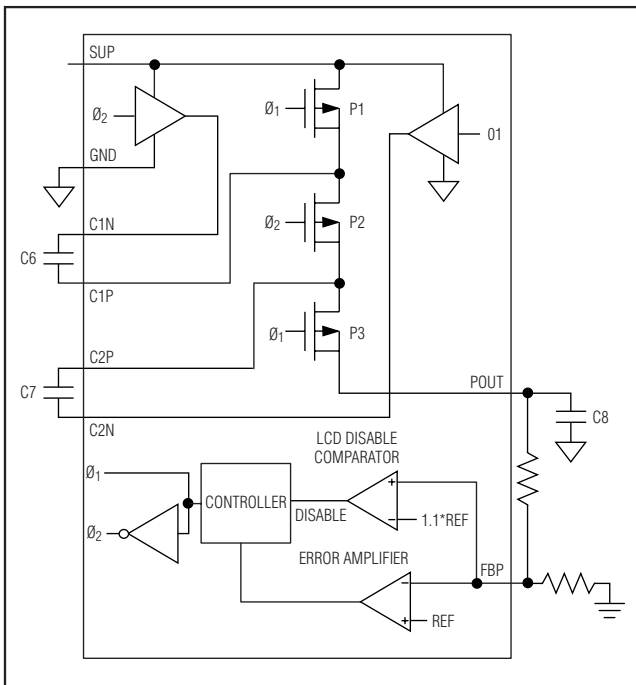 SUP
Ø1
P1
Ø2
01
GND
C1N
Ø2
P2
C6
C1P
Ø1
P3
C2P
POUT
C7
C8
C2N
LCD DISABLE
COMPARATOR
Ø1
+
CONTROLLER
DISABLE
−
1.1*REF
Ø2
ERROR AMPLIFIER
FBP
−
+
REF